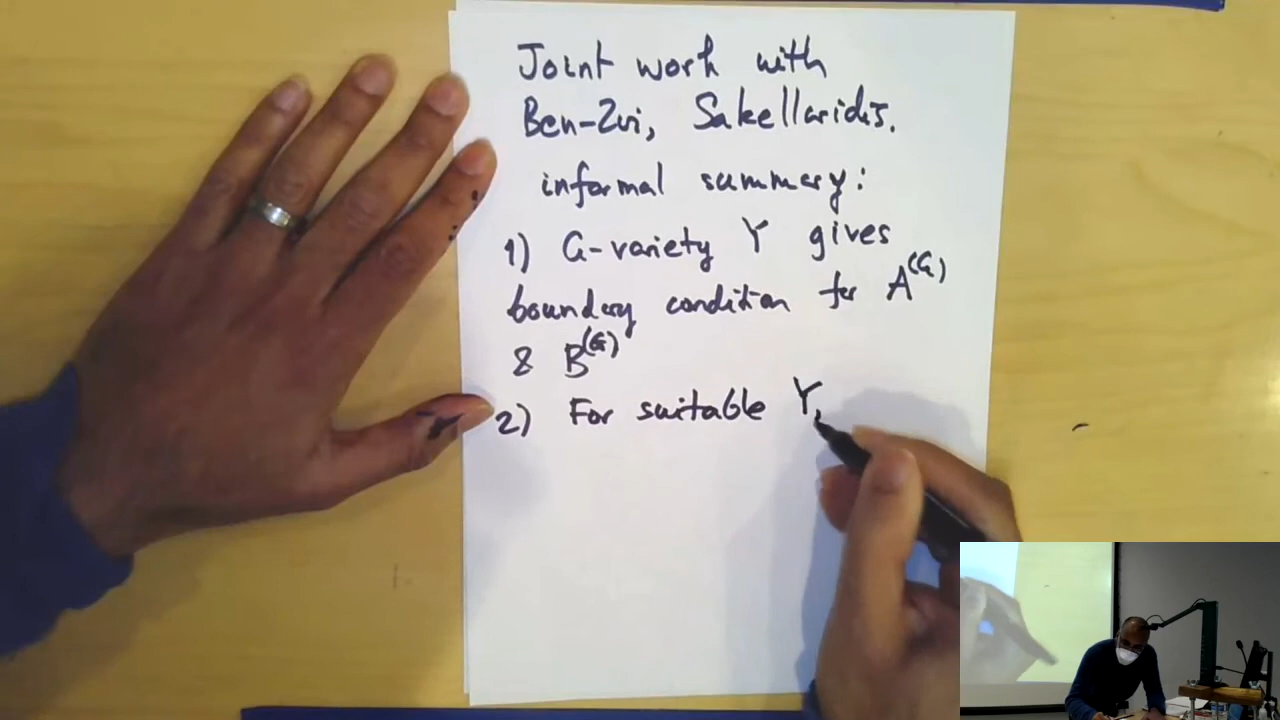 Joint work with
Ben-Zvi, Sakellaridis.
informal summary:
1) G-variety Y gives
boundary condition for A^(G)
& B^(G)
2) For suitable Y,